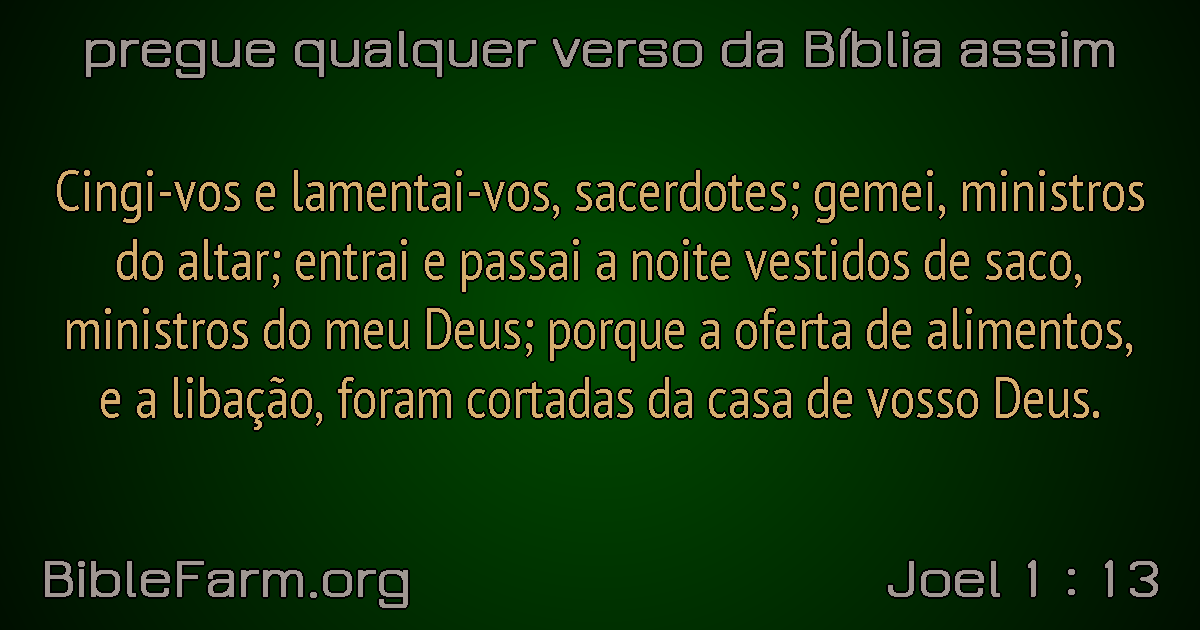 pregue qualquer verso da Bíblia assim
Cingi-vos e lamentai-vos, sacerdotes; gemei, ministros
do altar; entrai e passai a noite vestidos de saco,
ministros do meu Deus; porque a oferta de alimentos,
e a libação, foram cortadas da casa de vosso Deus.
BibleFarm.org
Joel 1 : 13